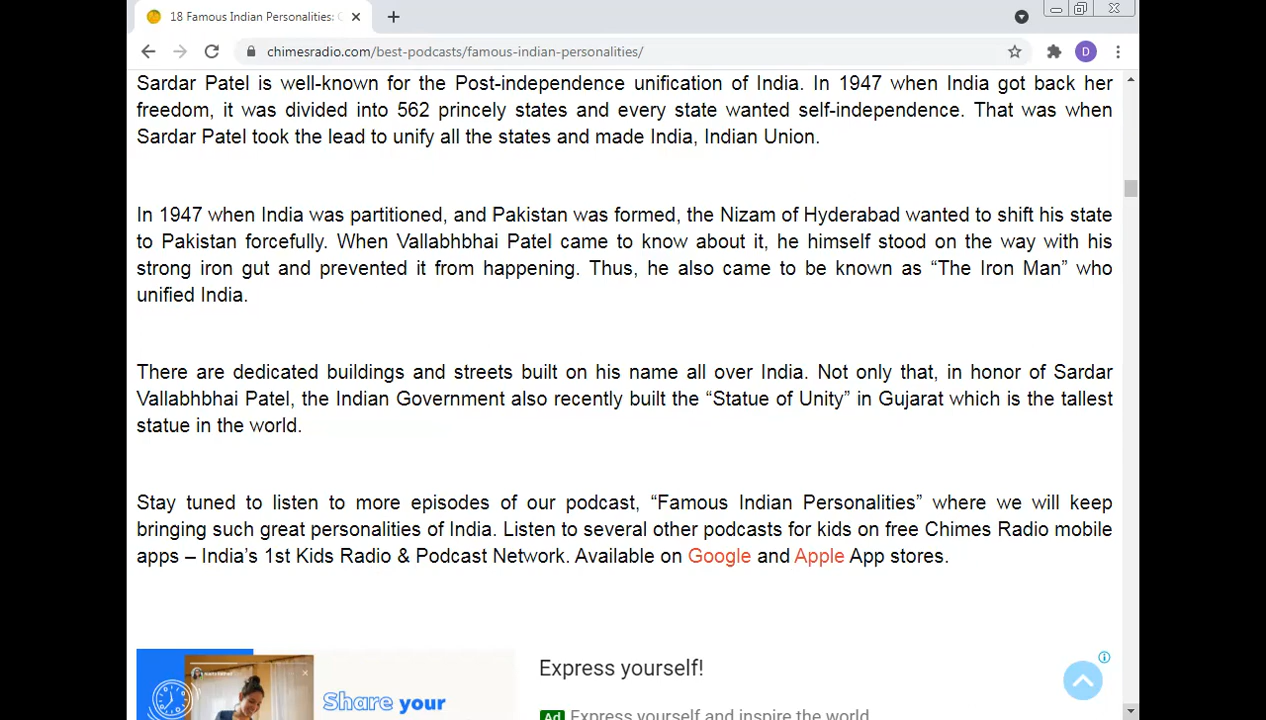 18 Famous Indian Personalities:
chimesradio.com/best-podcasts/famous-indian-personalities/
D
Sardar Patel is well-known for the Post-independence unification of India. In 1947 when India got back her
freedom, it was divided into 562 princely states and every state wanted self-independence. That was when
Sardar Patel took the lead to unify all the states and made India, Indian Union.
In 1947 when India was partitioned, and Pakistan was formed, the Nizam of Hyderabad wanted to shift his state
to Pakistan forcefully. When Vallabhbhai Patel came to know about it, he himself stood on the way with his
strong iron gut and prevented it from happening. Thus, he also came to be known as “The Iron Man” who
unified India.
There are dedicated buildings and streets built on his name all over India. Not only that, in honor of Sardar
Vallabhbhai Patel, the Indian Government also recently built the “Statue of Unity” in Gujarat which is the tallest
statue in the world.
Stay tuned to listen to more episodes of our podcast, “Famous Indian Personalities” where we will keep
bringing such great personalities of India. Listen to several other podcasts for kids on free Chimes Radio mobile
apps – India’s 1st Kids Radio & Podcast Network. Available on Google and Apple App stores.
Express yourself!
Share your
Ad Express yourself and inspire the world